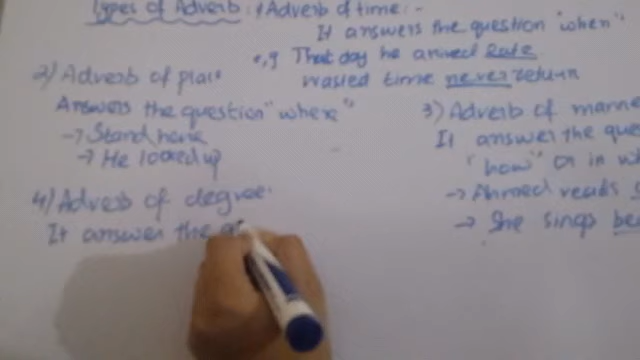 Types of Adverb: 1 Adverb of time:-
It answers the question "when"
e,g That day he arrived late
wasted time never return
2) Adverb of place
Answers the question "where"
→ Stand here
→ He looked up
3) Adverb of manne
It answer the que
"how" or in w
→ Ahmed reads
→ She sings be
4) Adverb of degree:
It answer the q